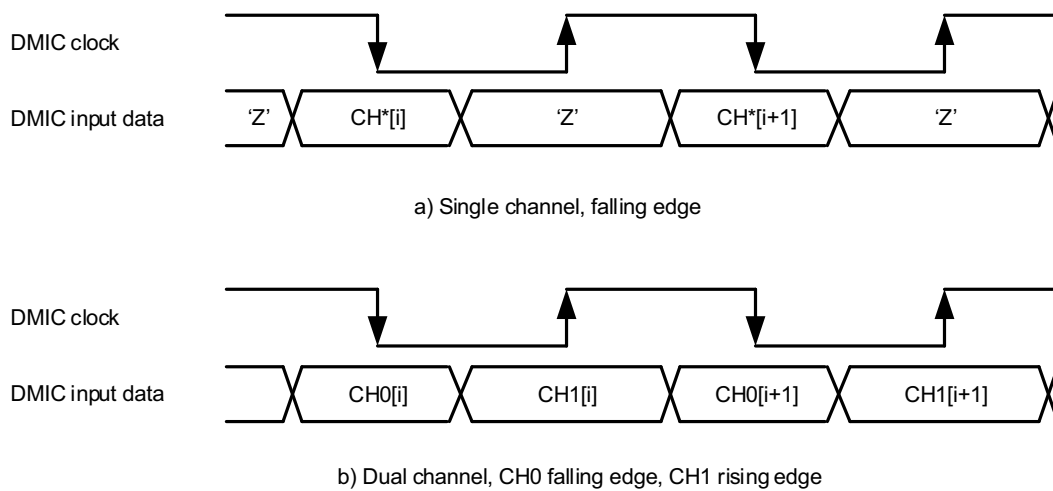 DMIC clock
DMIC input data
‘Z’ CH*[i] ‘Z’ CH*[i+1] ‘Z’
a) Single channel, falling edge
DMIC clock
DMIC input data
CH0[i] CH1[i] CH0[i+1] CH1[i+1]
b) Dual channel, CH0 falling edge, CH1 rising edge